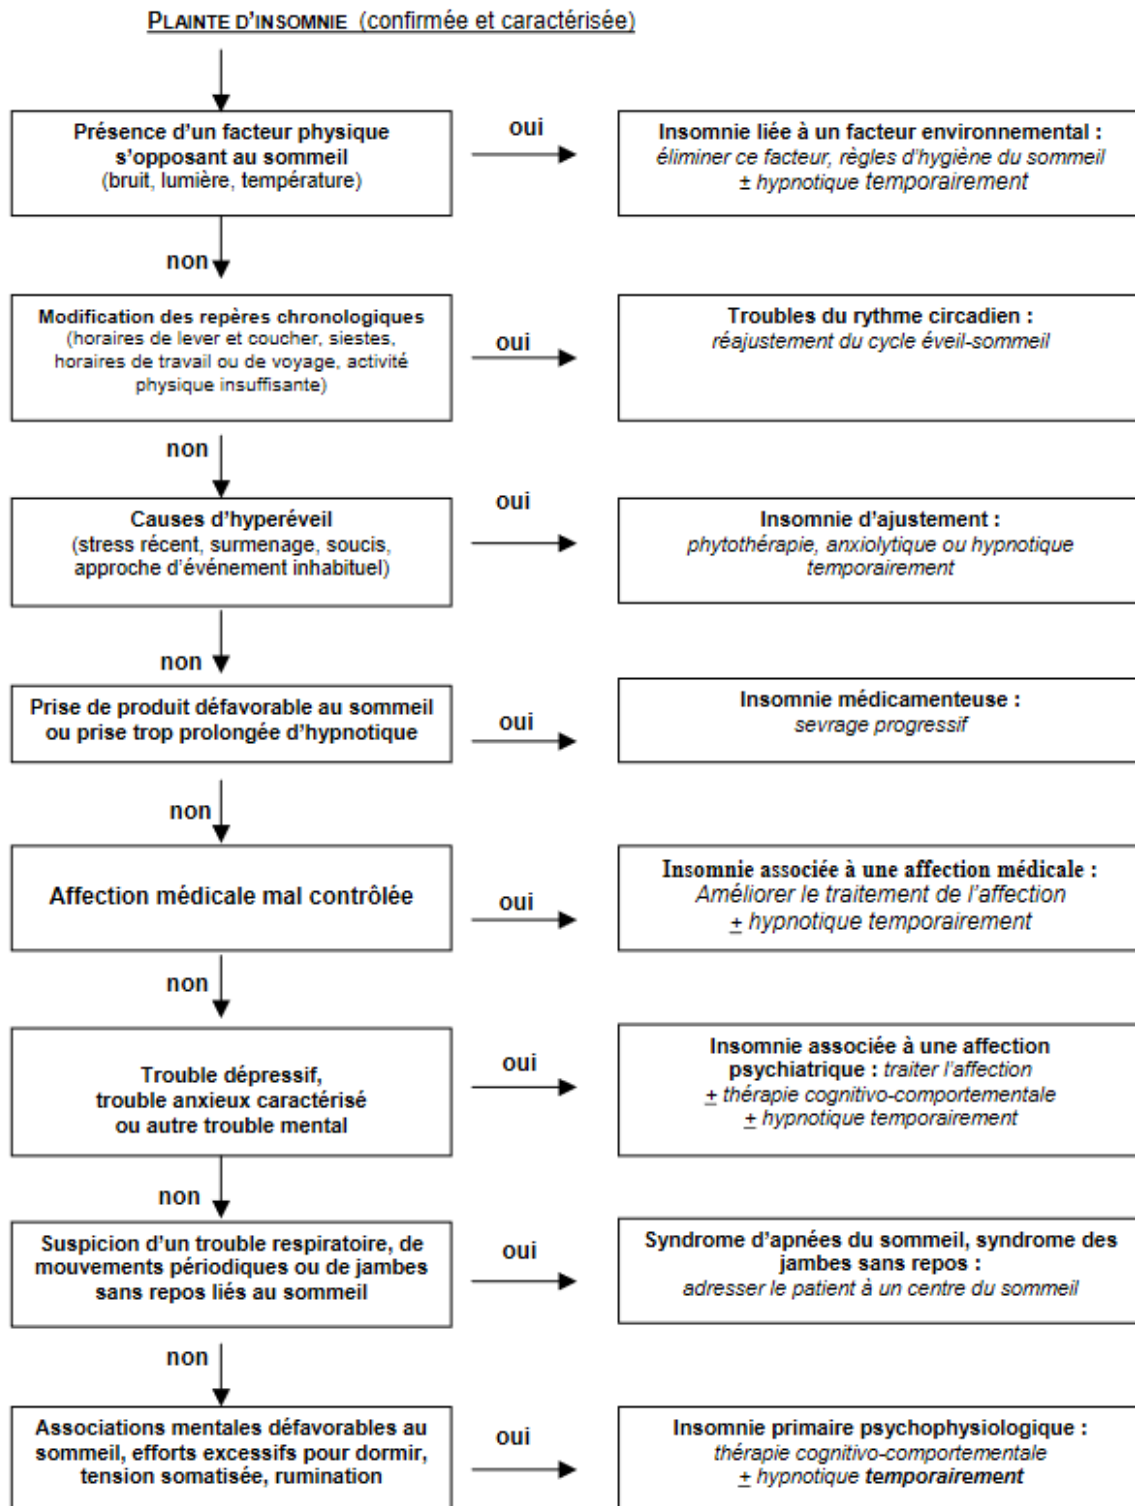 PLAINTE D'INSOMNIE (confirmée et caractérisée)
Présence d'un facteur physique
s'opposant au sommeil
(bruit, lumière, température)
oui
Insomnie liée à un facteur environnemental :
éliminer ce facteur, règles d'hygiène du sommeil
± hypnotique temporairement
non
Modification des repères chronologiques
(horaires de lever et coucher, siestes,
horaires de travail ou de voyage, activité
physique insuffisante)
oui
Troubles du rythme circadien :
réajustement du cycle éveil-sommeil
non
Causes d'hyperéveil
(stress récent, surmenage, soucis,
approche d'événement inhabituel)
oui
Insomnie d'ajustement :
phytothérapie, anxiolytique ou hypnotique
temporairement
non
Prise de produit défavorable au sommeil
ou prise trop prolongée d'hypnotique
oui
Insomnie médicamenteuse :
sevrage progressif
non
Affection médicale mal contrôlée
oui
Insomnie associée à une affection médicale :
Améliorer le traitement de l'affection
± hypnotique temporairement
non
Trouble dépressif,
trouble anxieux caractérisé
ou autre trouble mental
oui
Insomnie associée à une affection
psychiatrique : traiter l'affection
± thérapie cognitivo-comportementale
± hypnotique temporairement
non
Suspicion d'un trouble respiratoire, de
mouvements périodiques ou de jambes
sans repos liés au sommeil
oui
Syndrome d'apnées du sommeil, syndrome des
jambes sans repos :
adresser le patient à un centre du sommeil
non
Associations mentales défavorables au
sommeil, efforts excessifs pour dormir,
tension somatisée, rumination
oui
Insomnie primaire psychophysiologique :
thérapie cognitivo-comportementale
± hypnotique temporairement